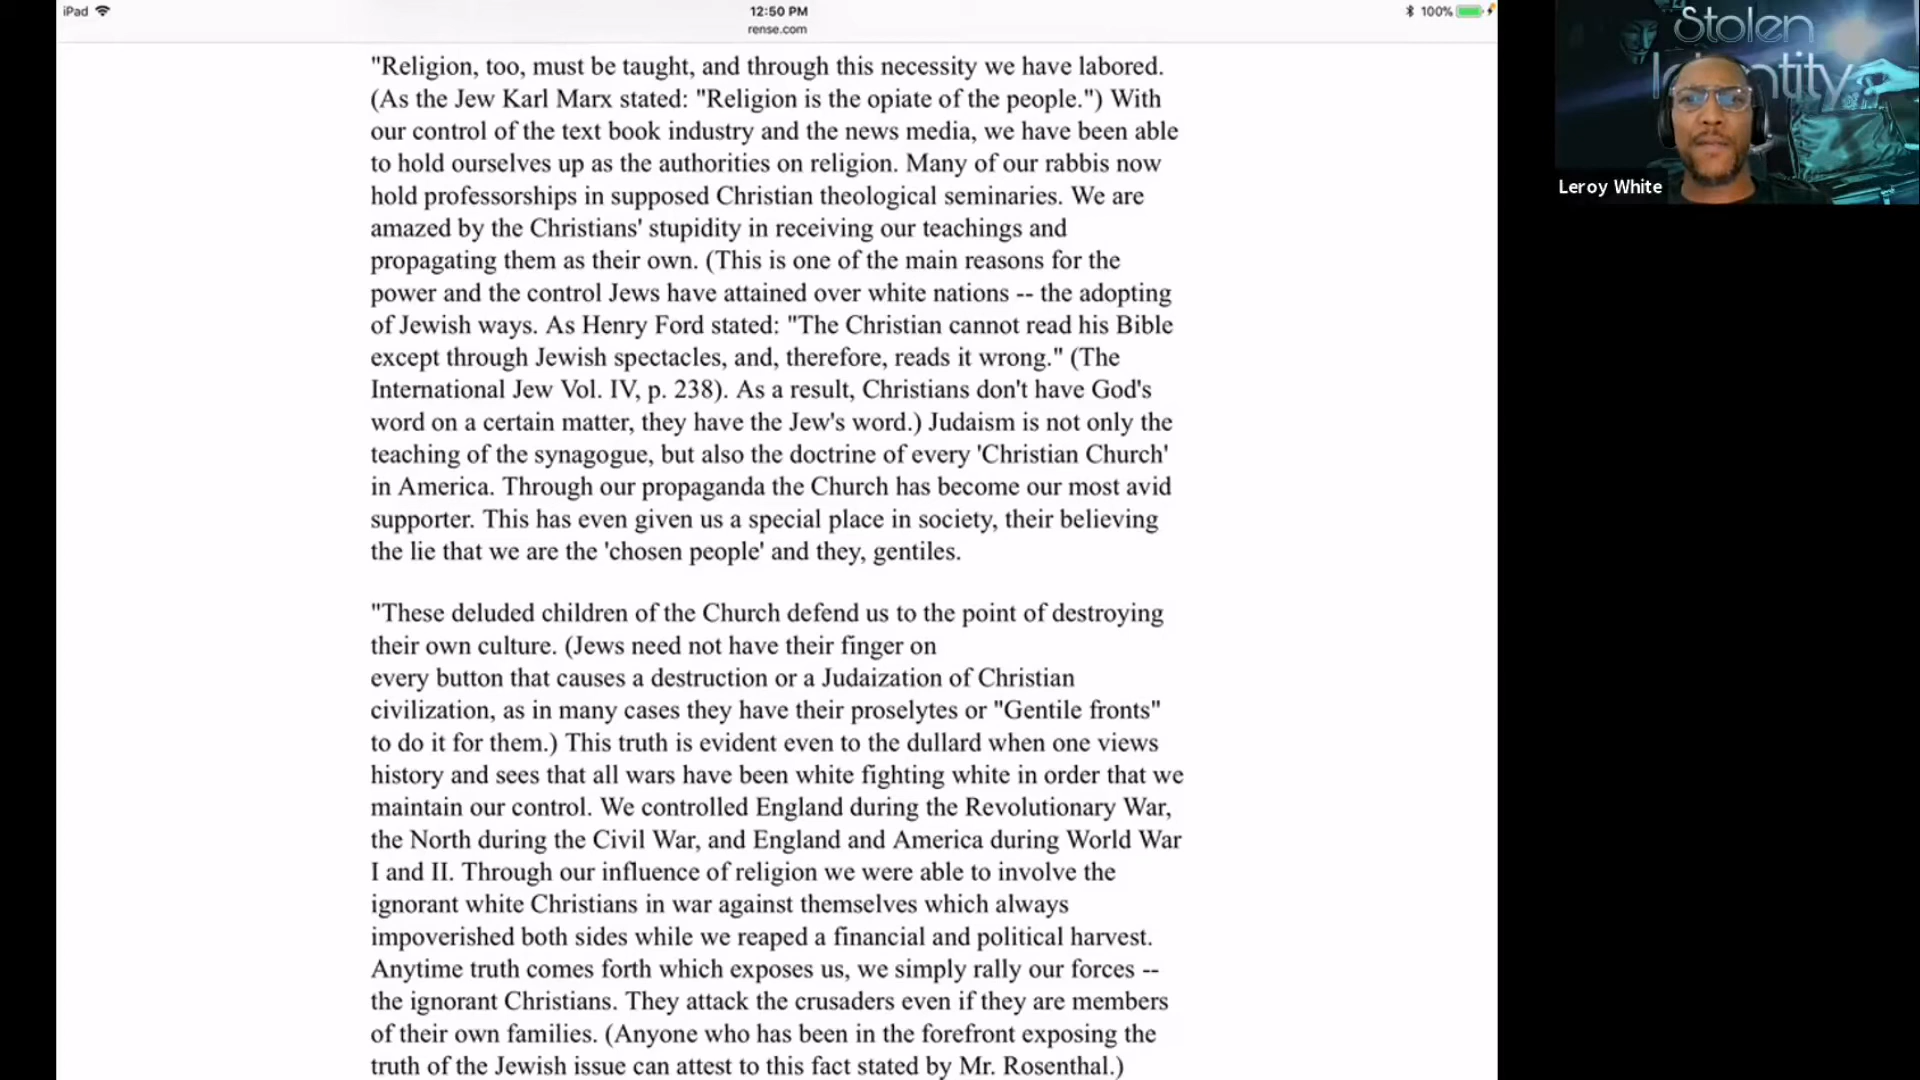 iPad
12:50 PM
100%
rense.com
"Religion, too, must be taught, and through this necessity we have labored.
(As the Jew Karl Marx stated: "Religion is the opiate of the people.") With
our control of the text book industry and the news media, we have been able
to hold ourselves up as the authorities on religion. Many of our rabbis now
hold professorships in supposed Christian theological seminaries. We are
amazed by the Christians' stupidity in receiving our teachings and
propagating them as their own. (This is one of the main reasons for the
power and the control Jews have attained over white nations -- the adopting
of Jewish ways. As Henry Ford stated: "The Christian cannot read his Bible
except through Jewish spectacles, and, therefore, reads it wrong." (The
International Jew Vol. IV, p. 238). As a result, Christians don't have God's
word on a certain matter, they have the Jew's word.) Judaism is not only the
teaching of the synagogue, but also the doctrine of every 'Christian Church'
in America. Through our propaganda the Church has become our most avid
supporter. This has even given us a special place in society, their believing
the lie that we are the 'chosen people' and they, gentiles.
"These deluded children of the Church defend us to the point of destroying
their own culture. (Jews need not have their finger on
every button that causes a destruction or a Judaization of Christian
civilization, as in many cases they have their proselytes or "Gentile fronts"
to do it for them.) This truth is evident even to the dullard when one views
history and sees that all wars have been white fighting white in order that we
maintain our control. We controlled England during the Revolutionary War,
the North during the Civil War, and England and America during World War
I and II. Through our influence of religion we were able to involve the
ignorant white Christians in war against themselves which always
impoverished both sides while we reaped a financial and political harvest.
Anytime truth comes forth which exposes us, we simply rally our forces --
the ignorant Christians. They attack the crusaders even if they are members
of their own families. (Anyone who has been in the forefront exposing the
truth of the Jewish issue can attest to this fact stated by Mr. Rosenthal.)
Stolen
Leroy White